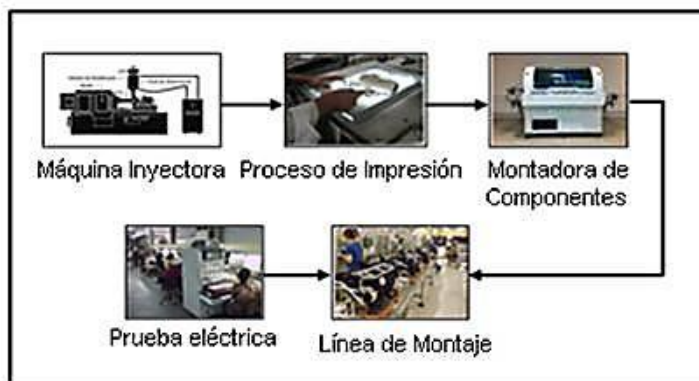 Máquina Inyectora
Proceso de Impresión
Montadora de
Componentes
Prueba eléctrica
Línea de Montaje